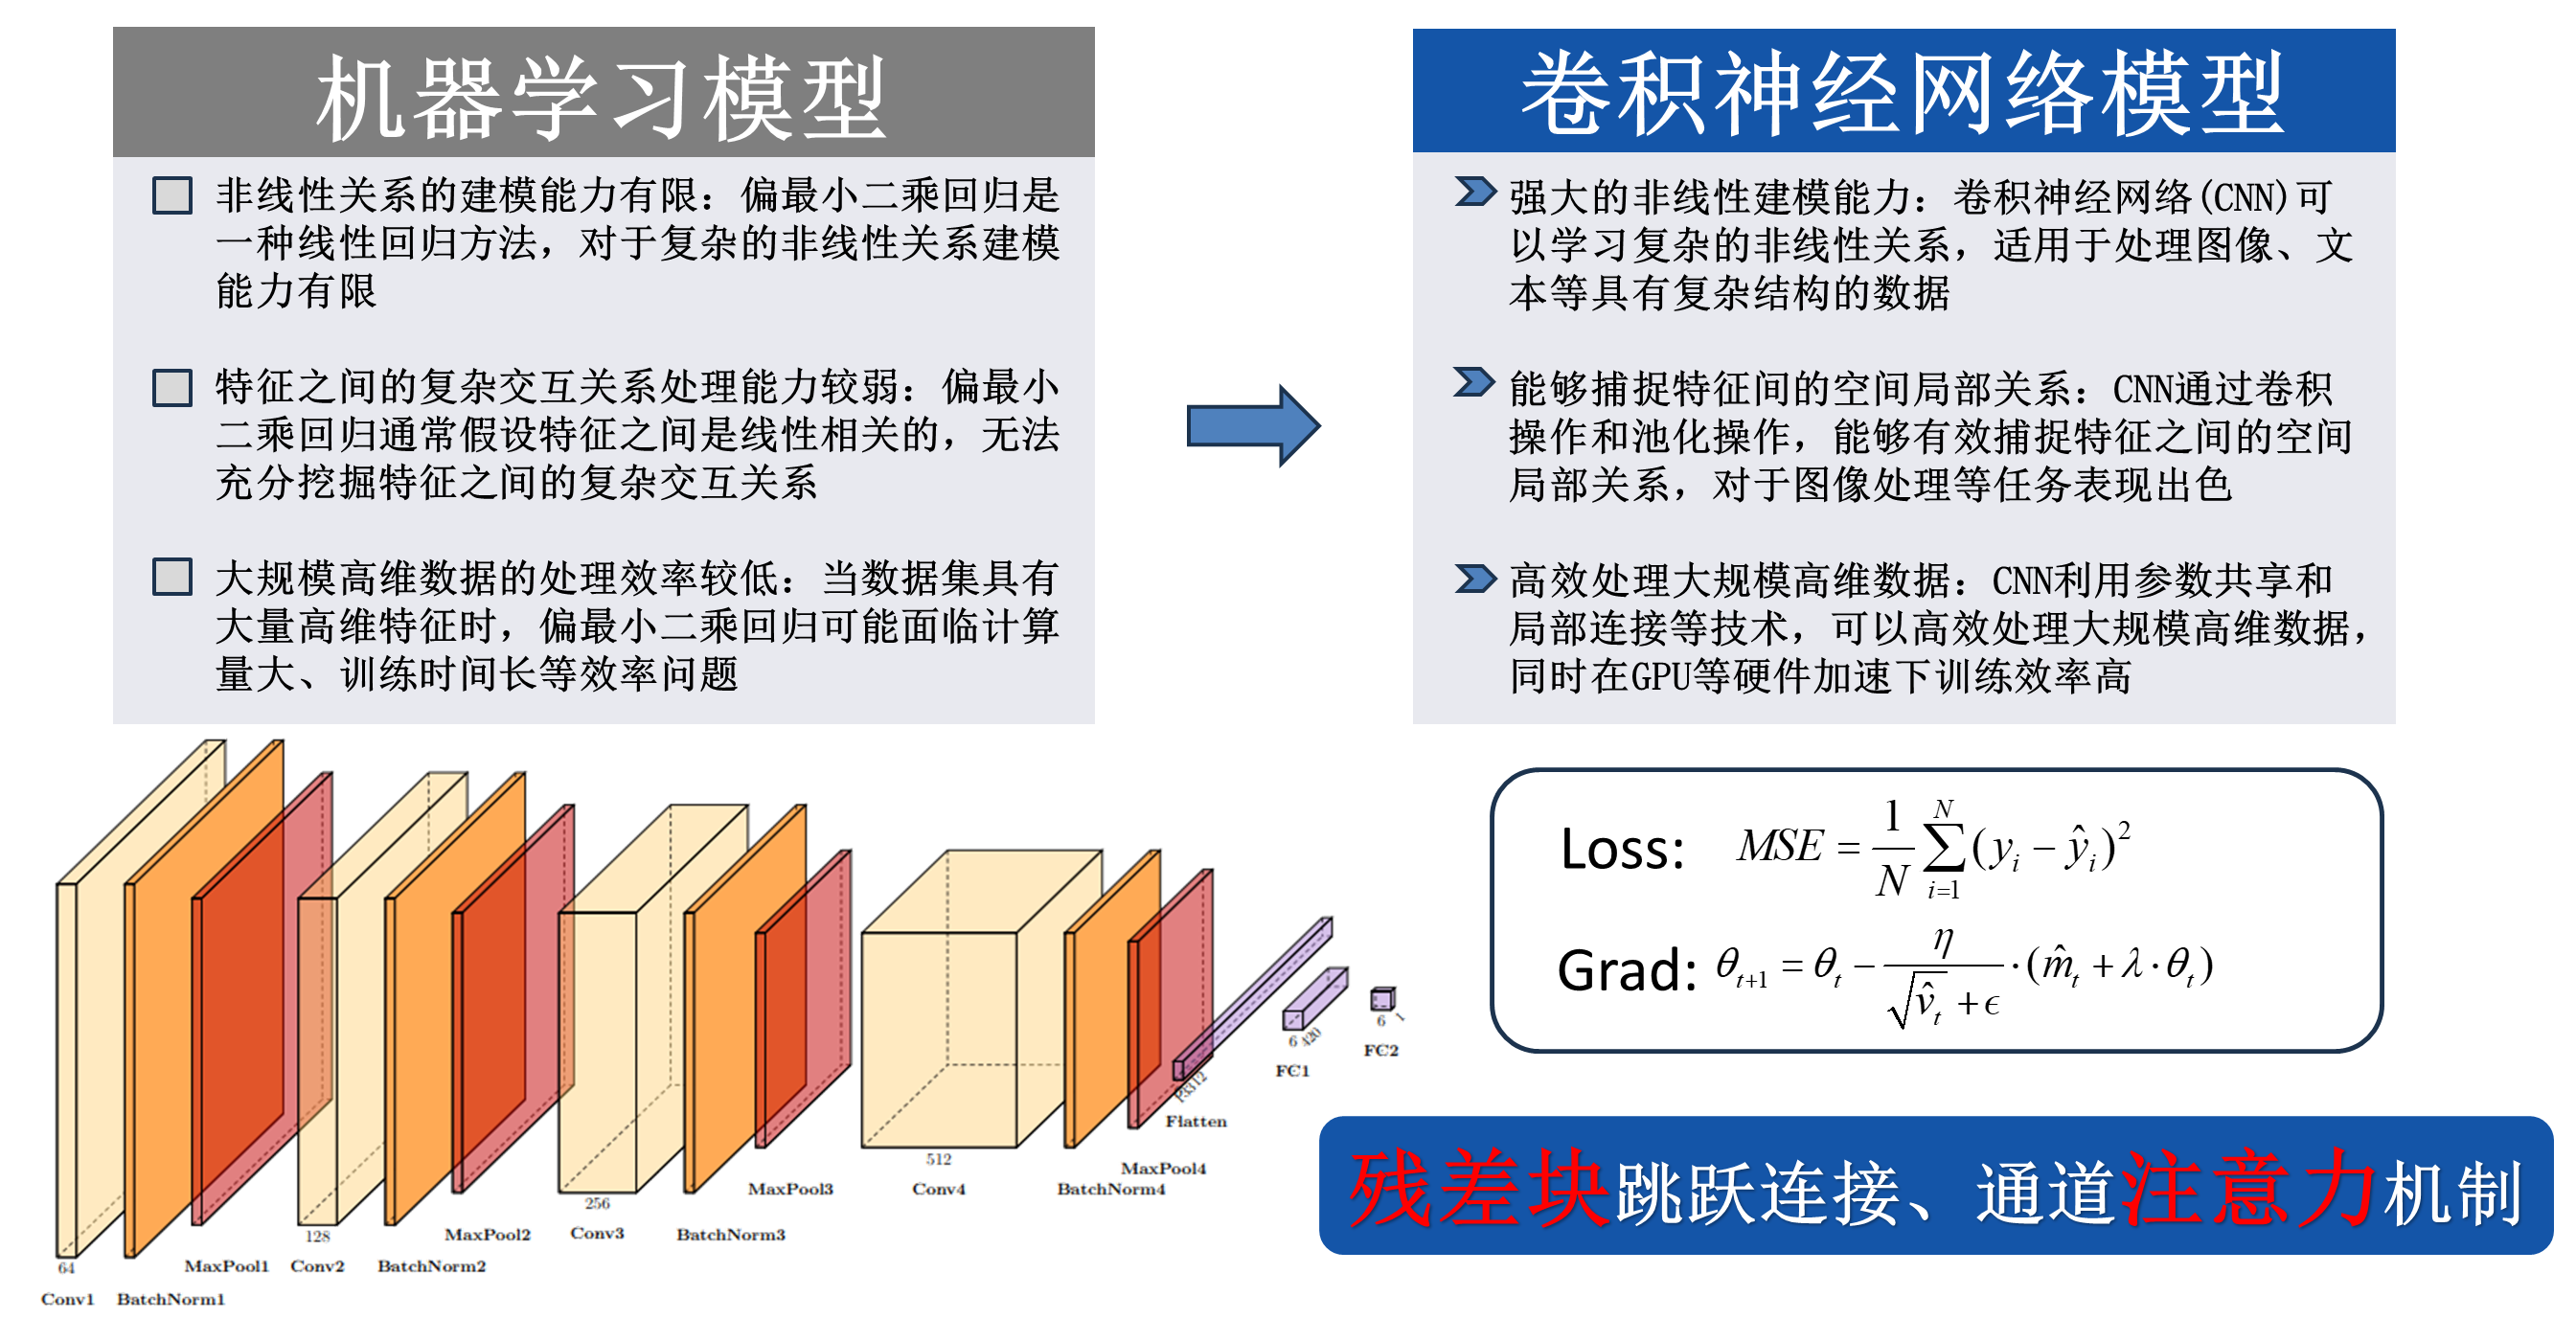 机器学习模型
非线性关系的建模能力有限：偏最小二乘回归是
一种线性回归方法，对于复杂的非线性关系建模
能力有限
特征之间的复杂交互关系处理能力较弱：偏最小
二乘回归通常假设特征之间是线性相关的，无法
充分挖掘特征之间的复杂交互关系
大规模高维数据的处理效率较低：当数据集具有
大量高维特征时，偏最小二乘回归可能面临计算
量大、训练时间长等效率问题
卷积神经网络模型
强大的非线性建模能力：卷积神经网络(CNN)可
以学习复杂的非线性关系，适用于处理图像、文
本等具有复杂结构的数据
能够捕捉特征间的空间局部关系：CNN通过卷积
操作和池化操作，能够有效捕捉特征之间的空间
局部关系，对于图像处理等任务表现出色
高效处理大规模高维数据：CNN利用参数共享和
局部连接等技术，可以高效处理大规模高维数据，
同时在GPU等硬件加速下训练效率高
64
Conv1
BatchNorm1
MaxPool1
128
Conv2
BatchNorm2
MaxPool2
256
Conv3
BatchNorm3
MaxPool3
512
Conv4
BatchNorm4
MaxPool4
Flatten
6 420
FC1
6 1
FC2
Loss: MSE = \frac{1}{N} \sum_{i=1}^{N} (y_i − ŷ_i)^2
Grad: θ_{t+1} = θ_t − \frac{η}{\sqrt{\hat{v}_t} + ϵ} · (\hat{m}_t + λ · θ_t)
残差块跳跃连接、通道注意力机制